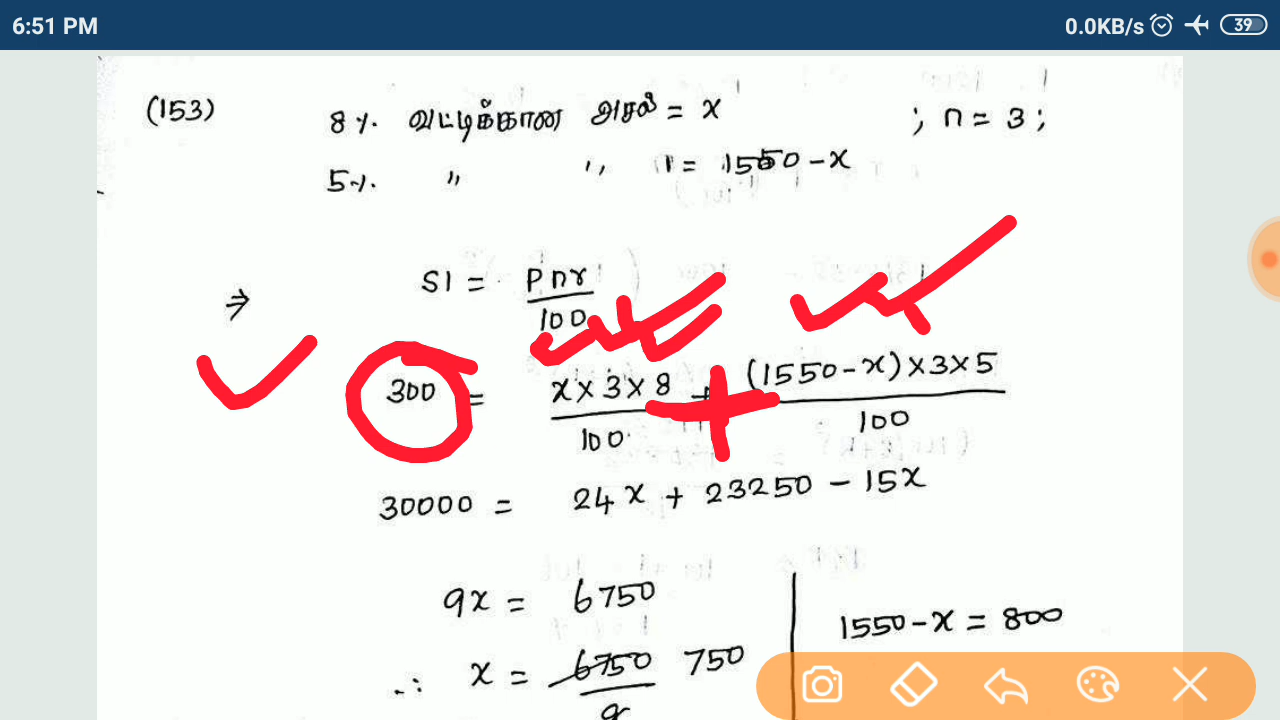 6:51 PM 0.0KB/s 39
(153) 8%. வட்டிக்கான அசல் = x ; n = 3 ;
5%. " " " = 1550 - x
⇒ SI = Pnr/100
300 = x×3×8/100 + (1550-x)×3×5/100
30000 = 24x + 23250 - 15x
9x = 6750
1550 - x = 800
∴ x = 6750/9 750